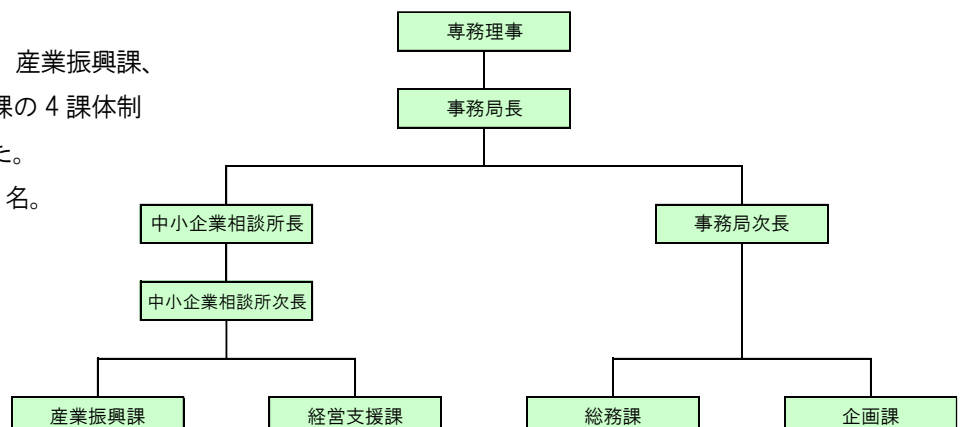 産業振興課、
課の 4 課体制
た。
名。
専務理事
事務局長
中小企業相談所長
事務局次長
中小企業相談所次長
産業振興課
経営支援課
総務課
企画課